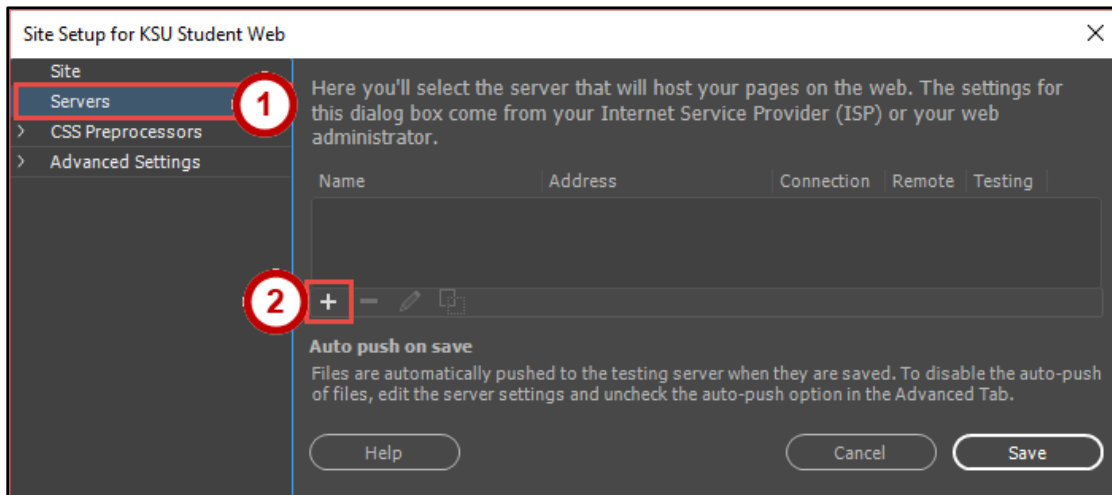 Site Setup for KSU Student Web
Site
Servers
1
CSS Preprocessors
Advanced Settings
Here you'll select the server that will host your pages on the web. The settings for
this dialog box come from your Internet Service Provider (ISP) or your web
administrator.
Name Address Connection Remote Testing
2
Auto push on save
Files are automatically pushed to the testing server when they are saved. To disable the auto-push
of files, edit the server settings and uncheck the auto-push option in the Advanced Tab.
Help Cancel Save